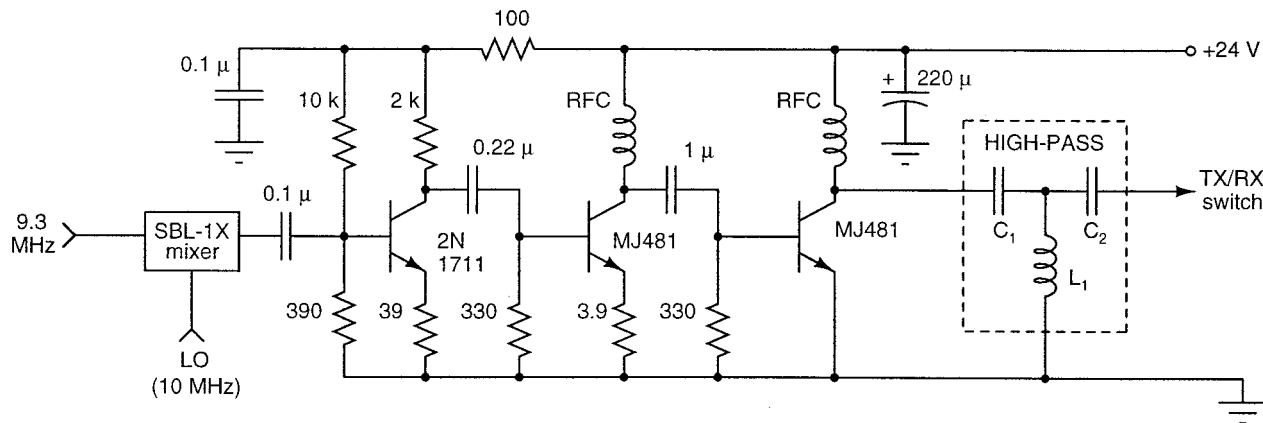 100
+24 V
0.1 µ
10 k
2 k
RFC
RFC
+
220 µ
0.22 µ
1 µ
HIGH-PASS
0.1 µ
TX/RX
switch
9.3
MHz
SBL-1X
mixer
2N
1711
MJ481
MJ481
C1
C2
L1
390
39
330
3.9
330
LO
(10 MHz)